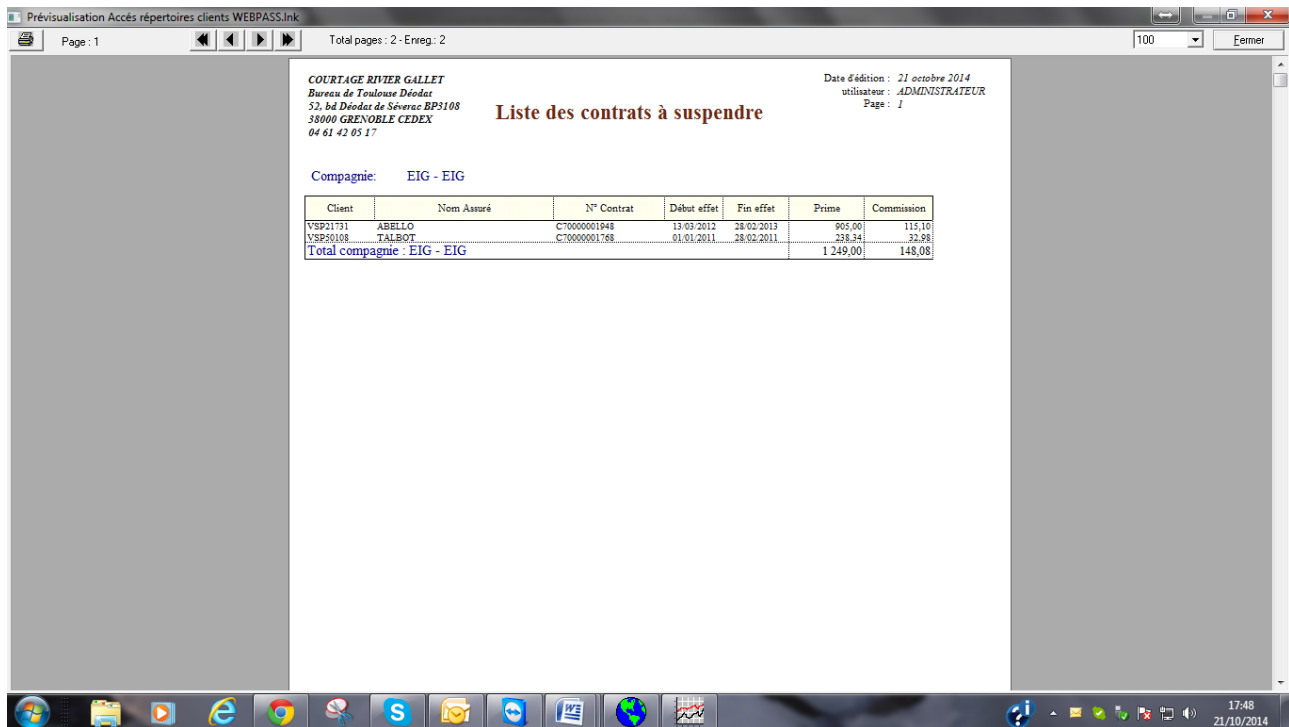 Prévisualisation Accés répertoires clients WEBPASS.lnk
Page : 1
Total pages : 2 - Enreg.: 2
100
Fermer
COURTAGE RIVIER GALLET
Bureau de Toulouse Déodat
52, bd Déodat de Séverac BP3108
38000 GRENOBLE CEDEX
04 61 42 05 17
Liste des contrats à suspendre
Date d'édition : 21 octobre 2014
utilisateur : ADMINISTRATEUR
Page : 1
Compagnie: EIG - EIG
Client Nom Assuré N° Contrat Début effet Fin effet Prime Commission
VSP21731 ABELLO C70000001948 13/03/2012 28/02/2013 905,00 115,10
VSP50108 TALBOT C70000001768 01/01/2011 28/02/2011 238,34 32,98
Total compagnie : EIG - EIG 1 249,00 148,08
17:48
21/10/2014